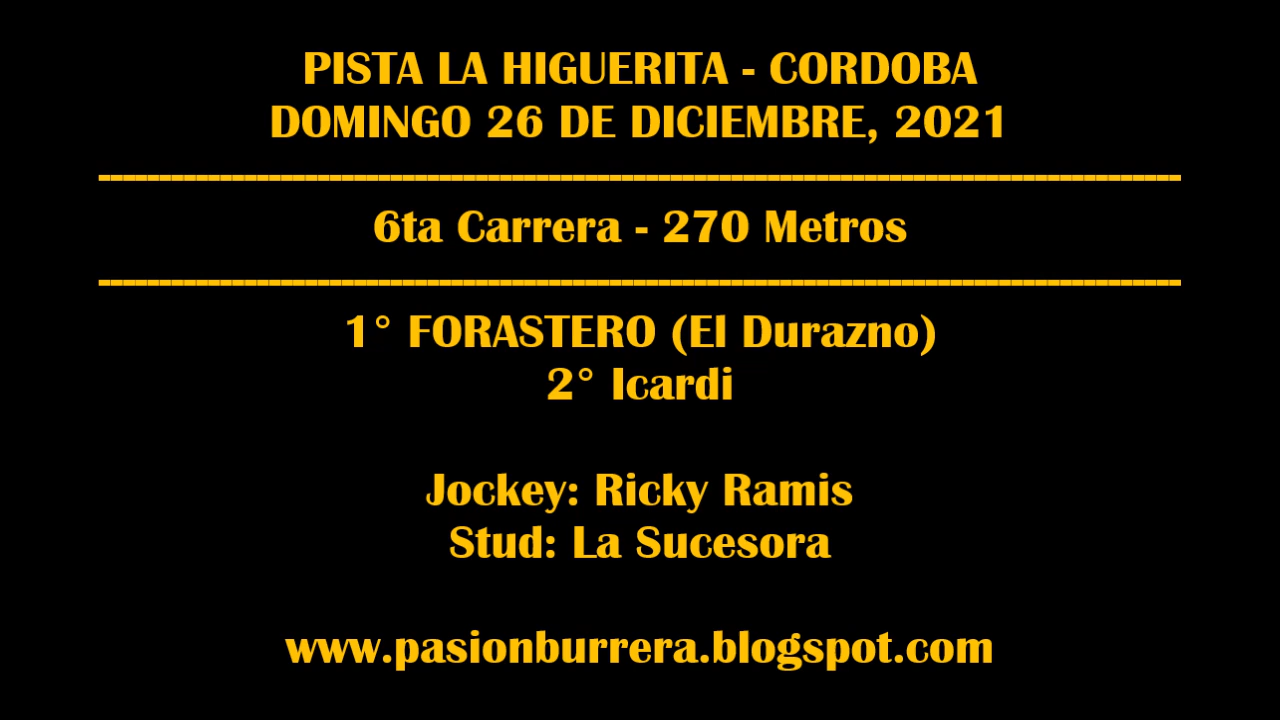 PISTA LA HIGUERITA - CORDOBA
DOMINGO 26 DE DICIEMBRE, 2021
6ta Carrera - 270 Metros
1° FORASTERO (El Durazno)
2° Icardi
Jockey: Ricky Ramis
Stud: La Sucesora
www.pasionburrera.blogspot.com